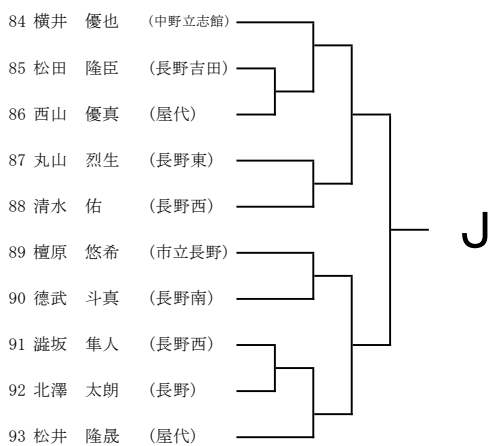 84 横井　優也　(中野立志館)
85 松田　隆臣　(長野吉田)
86 西山　優真　(屋代)
87 丸山　烈生　(長野東)
88 清水　佑　(長野西)
J
89 檀原　悠希　(市立長野)
90 德武　斗真　(長野南)
91 澁坂　隼人　(長野西)
92 北澤　太朗　(長野)
93 松井　隆晟　(屋代)